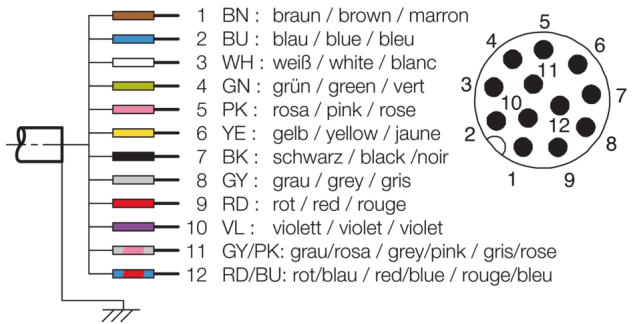 1 BN : braun / brown / marron
2 BU : blau / blue / bleu
3 WH : weiß / white / blanc
4 GN : grün / green / vert
5 PK : rosa / pink / rose
6 YE : gelb / yellow / jaune
7 BK : schwarz / black /noir
8 GY : grau / grey / gris
9 RD : rot / red / rouge
10 VL : violett / violet / violet
11 GY/PK: grau/rosa / grey/pink / gris/rose
12 RD/BU: rot/blau / red/blue / rouge/bleu
5
4 6
11
3 7
10
12
2 8
1 9